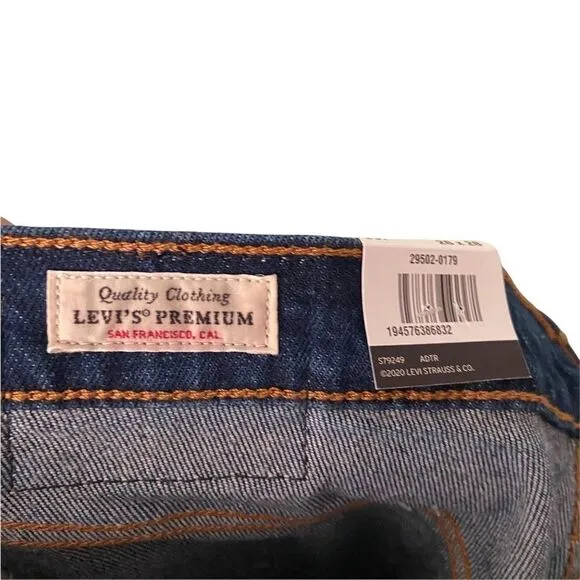 Quality Clothing
LEVI'S® PREMIUM
SAN FRANCISCO, CAL.
29502-0179
194576386832
S79249 ADTR
©2020 LEVI STRAUSS & CO.